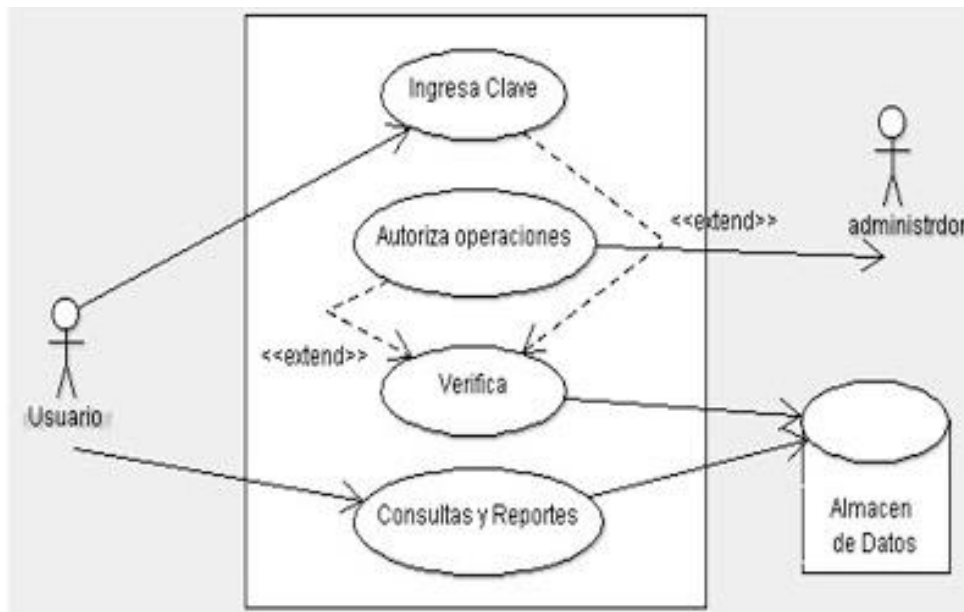 Ingresa Clave
Autoriza operaciones
<<extend>>
administrdor
<<extend>>
Verifica
Usuario
Consultas y Reportes
Almacen
de Datos